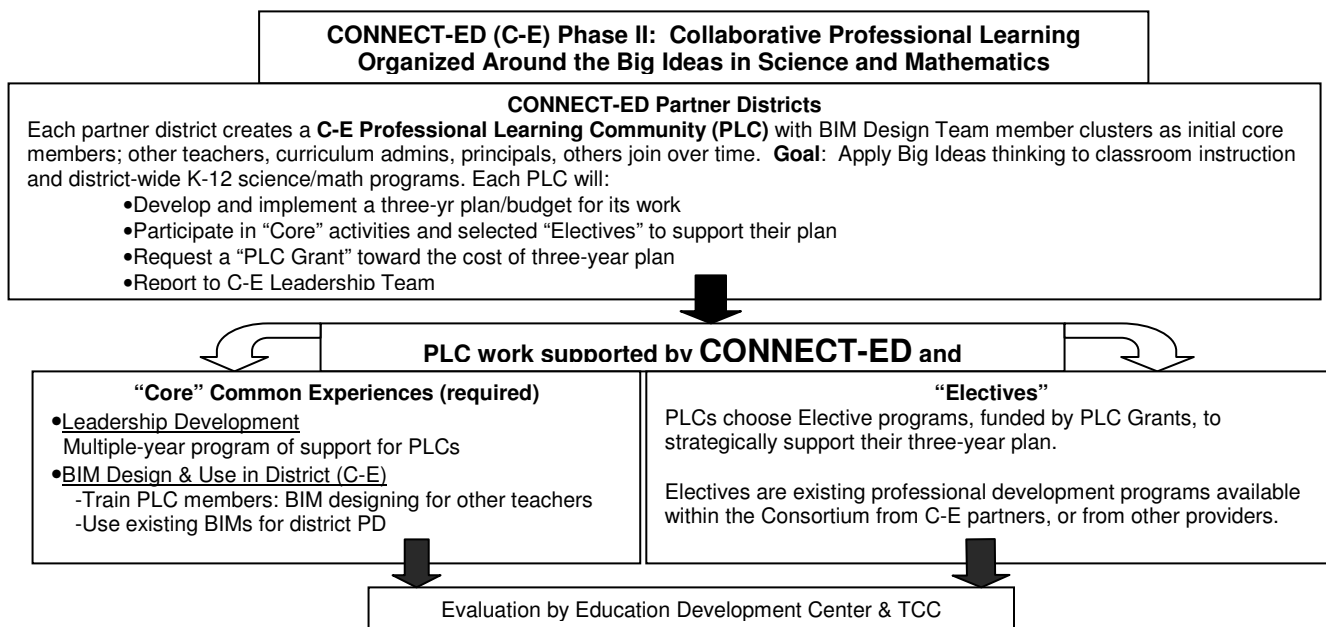 CONNECT-ED (C-E) Phase II: Collaborative Professional Learning
Organized Around the Big Ideas in Science and Mathematics
CONNECT-ED Partner Districts
Each partner district creates a C-E Professional Learning Community (PLC) with BIM Design Team member clusters as initial core
members; other teachers, curriculum admins, principals, others join over time. Goal: Apply Big Ideas thinking to classroom instruction
and district-wide K-12 science/math programs. Each PLC will:
•Develop and implement a three-yr plan/budget for its work
•Participate in “Core” activities and selected “Electives” to support their plan
•Request a “PLC Grant” toward the cost of three-year plan
•Report to C-E Leadership Team
PLC work supported by CONNECT-ED and
“Core” Common Experiences (required)
•Leadership Development
Multiple-year program of support for PLCs
•BIM Design & Use in District (C-E)
-Train PLC members: BIM designing for other teachers
-Use existing BIMs for district PD
“Electives”
PLCs choose Elective programs, funded by PLC Grants, to
strategically support their three-year plan.
Electives are existing professional development programs available
within the Consortium from C-E partners, or from other providers.
Evaluation by Education Development Center & TCC